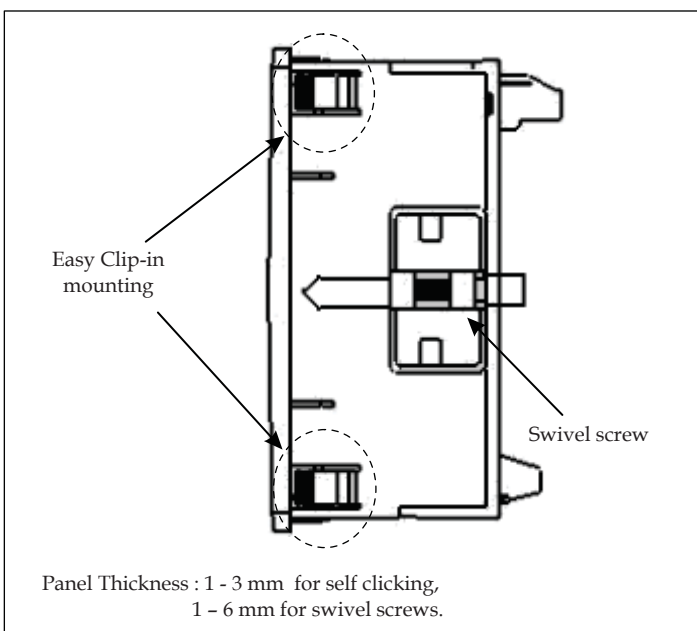 Easy Clip-in
mounting
Swivel screw
Panel Thickness : 1 - 3 mm for self clicking,
1 – 6 mm for swivel screws.